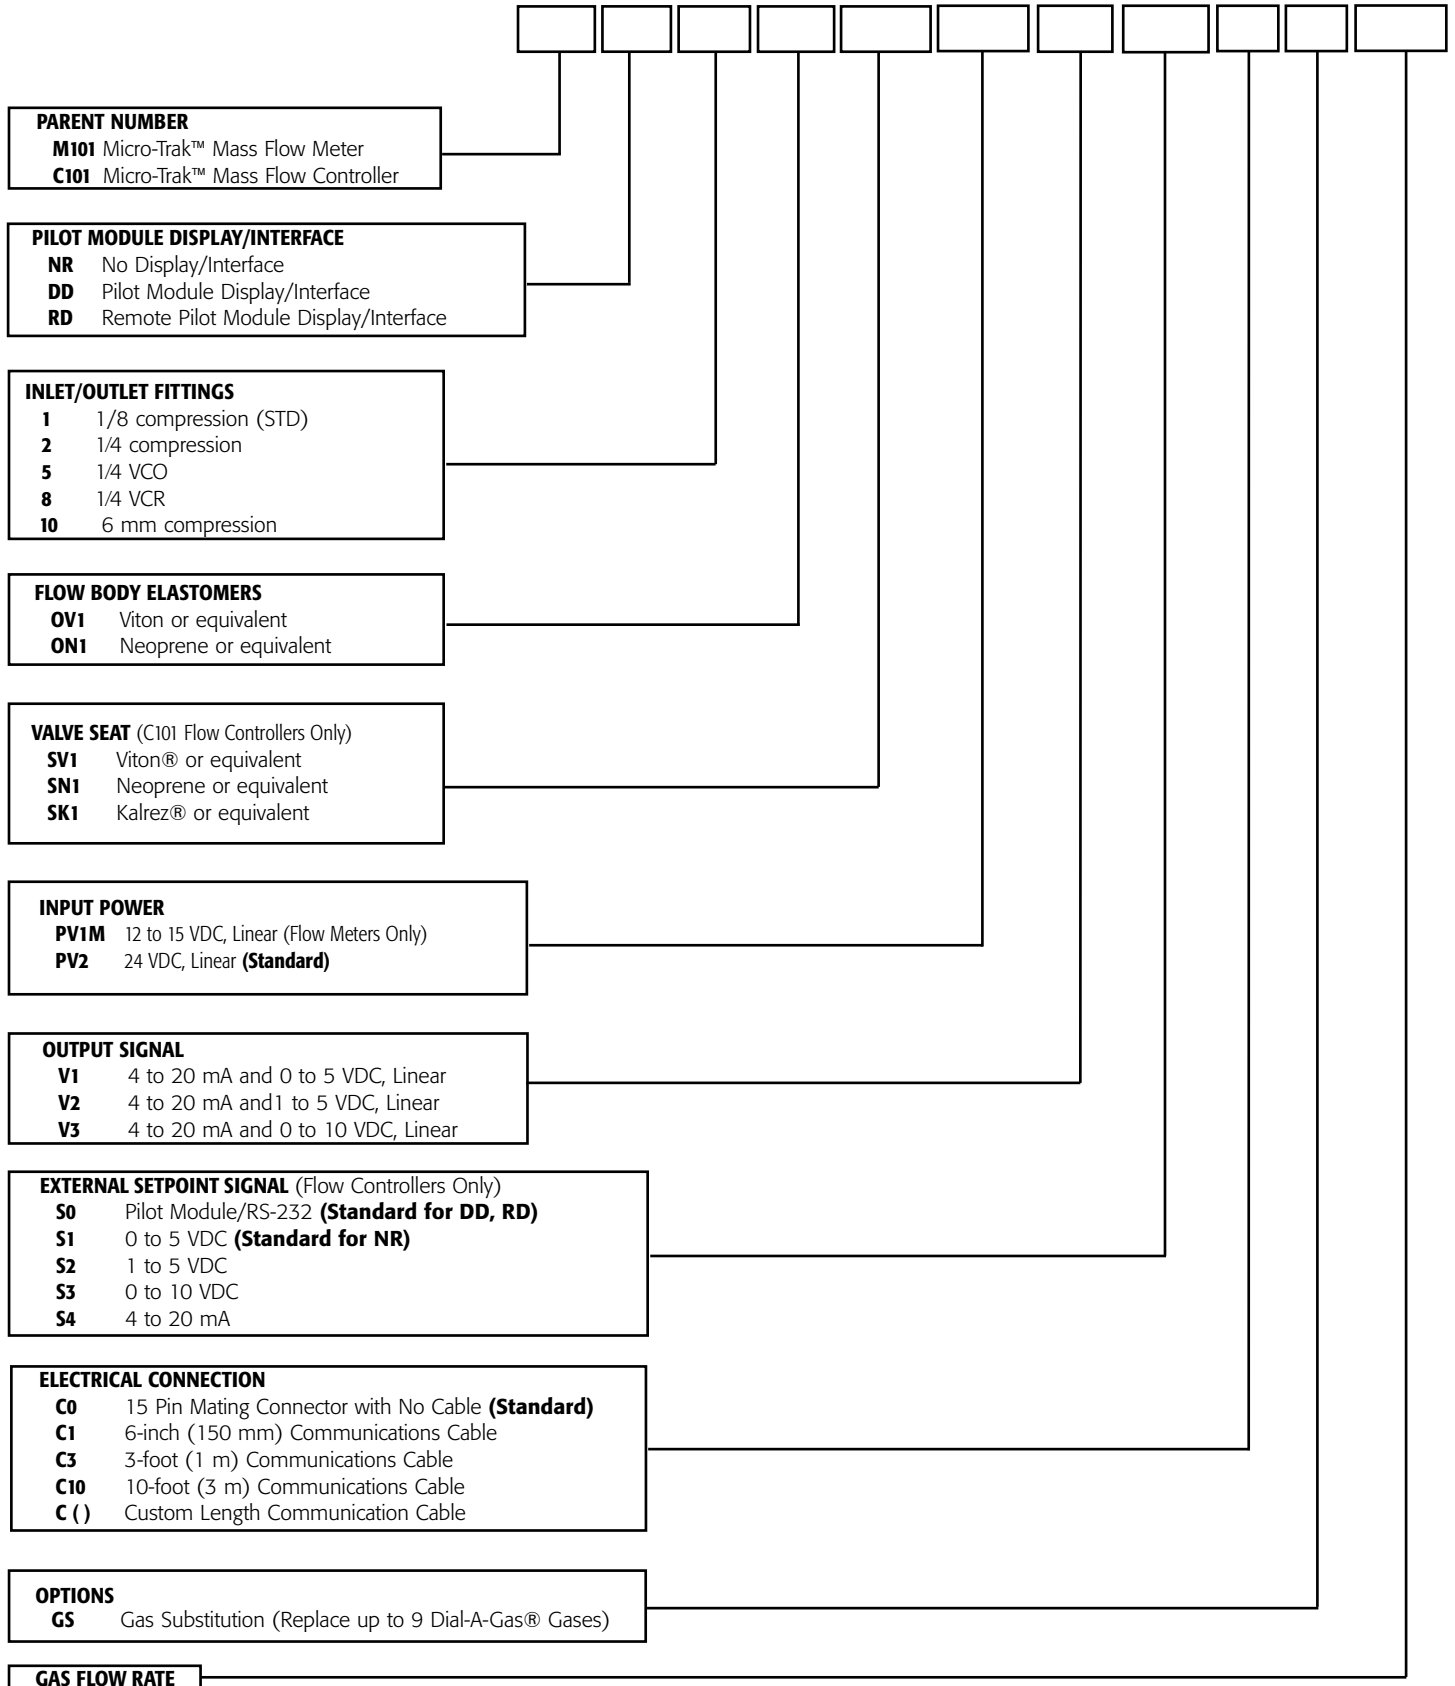 PARENT NUMBER
M101 Micro-Trak™ Mass Flow Meter
C101 Micro-Trak™ Mass Flow Controller
PILOT MODULE DISPLAY/INTERFACE
NR No Display/Interface
DD Pilot Module Display/Interface
RD Remote Pilot Module Display/Interface
INLET/OUTLET FITTINGS
1 1/8 compression (STD)
2 1/4 compression
5 1/4 VCO
8 1/4 VCR
10 6 mm compression
FLOW BODY ELASTOMERS
OV1 Viton or equivalent
ON1 Neoprene or equivalent
VALVE SEAT (C101 Flow Controllers Only)
SV1 Viton® or equivalent
SN1 Neoprene or equivalent
SK1 Kalrez® or equivalent
INPUT POWER
PV1M 12 to 15 VDC, Linear (Flow Meters Only)
PV2 24 VDC, Linear (Standard)
OUTPUT SIGNAL
V1 4 to 20 mA and 0 to 5 VDC, Linear
V2 4 to 20 mA and1 to 5 VDC, Linear
V3 4 to 20 mA and 0 to 10 VDC, Linear
EXTERNAL SETPOINT SIGNAL (Flow Controllers Only)
S0 Pilot Module/RS-232 (Standard for DD, RD)
S1 0 to 5 VDC (Standard for NR)
S2 1 to 5 VDC
S3 0 to 10 VDC
S4 4 to 20 mA
ELECTRICAL CONNECTION
C0 15 Pin Mating Connector with No Cable (Standard)
C1 6-inch (150 mm) Communications Cable
C3 3-foot (1 m) Communications Cable
C10 10-foot (3 m) Communications Cable
C ( ) Custom Length Communication Cable
OPTIONS
GS Gas Substitution (Replace up to 9 Dial-A-Gas® Gases)
GAS FLOW RATE